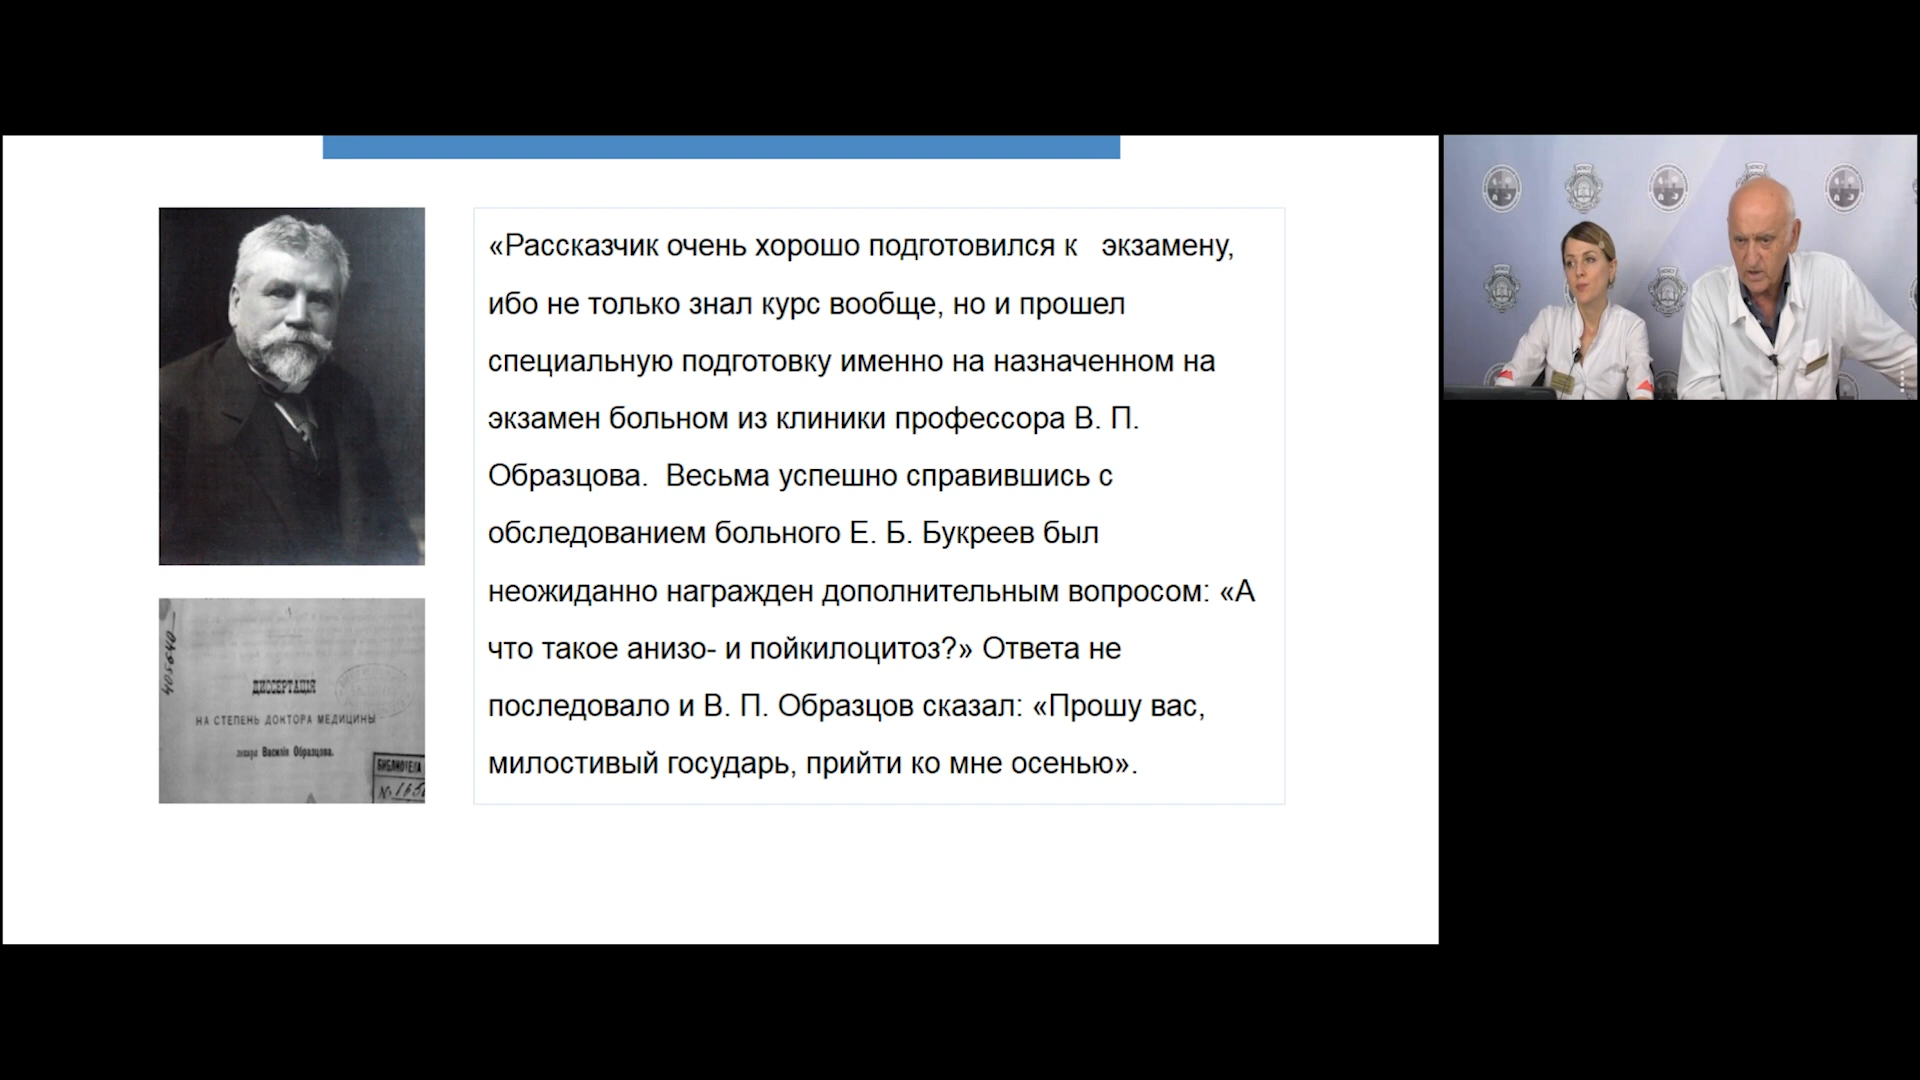 «Рассказчик очень хорошо подготовился к экзамену,
ибо не только знал курс вообще, но и прошел
специальную подготовку именно на назначенном на
экзамен больном из клиники профессора В. П.
Образцова. Весьма успешно справившись с
обследованием больного Е. Б. Букреев был
неожиданно награжден дополнительным вопросом: «А
что такое анизо- и пойкилоцитоз?» Ответа не
последовало и В. П. Образцов сказал: «Прошу вас,
милостивый государь, прийти ко мне осенью».
ДИССЕРТАЦІЯ
НА СТЕПЕНЬ ДОКТОРА МЕДИЦИНЫ
лекаря Василія Образцова.
БИБЛИОТЕКА